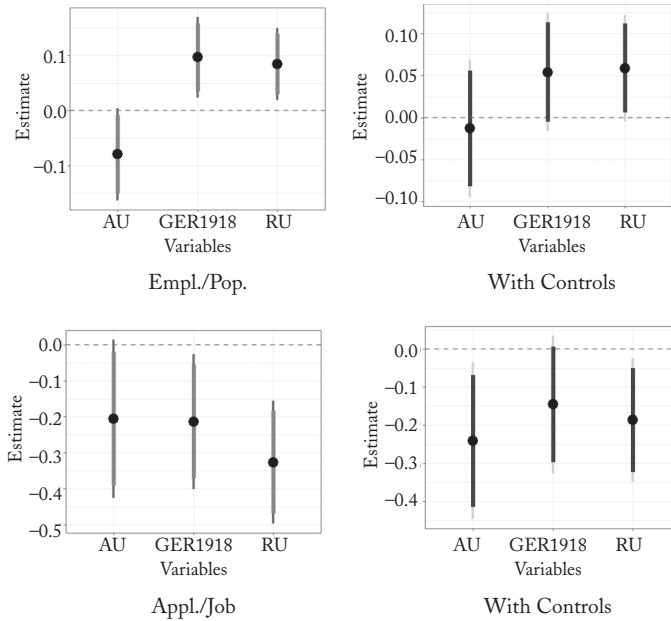 0.1
0.0
−0.1
Estimate
AU GER1918 RU
Variables
Empl./Pop.
0.10
0.05
0.00
−0.05
−0.10
Estimate
AU GER1918 RU
Variables
With Controls
0.0
−0.1
−0.2
−0.3
−0.4
−0.5
Estimate
AU GER1918 RU
Variables
Appl./Job
0.0
−0.1
−0.2
−0.3
−0.4
Estimate
AU GER1918 RU
Variables
With Controls